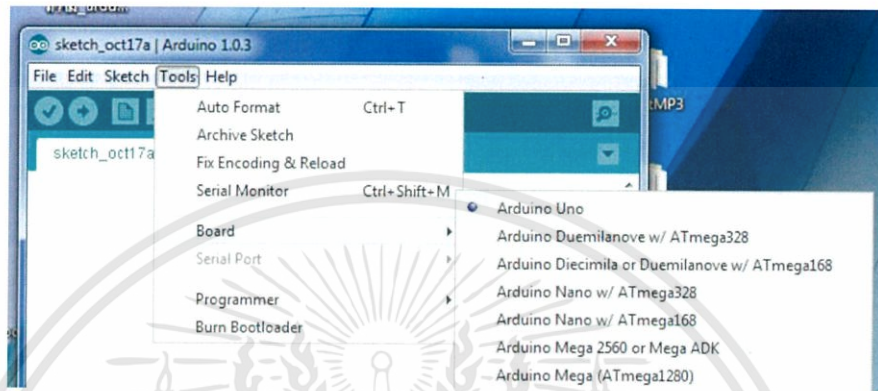 sketch_oct17a | Arduino 1.0.3
File Edit Sketch Tools Help
Auto Format Ctrl+T
Archive Sketch
sketch_oct17a
Fix Encoding & Reload
Serial Monitor Ctrl+Shift+M
Board
Serial Port
Programmer
Burn Bootloader
Arduino Uno
Arduino Duemilanove w/ ATmega328
Arduino Diecimila or Duemilanove w/ ATmega168
Arduino Nano w/ ATmega328
Arduino Nano w/ ATmega168
Arduino Mega 2560 or Mega ADK
Arduino Mega (ATmega1280)
tMP3